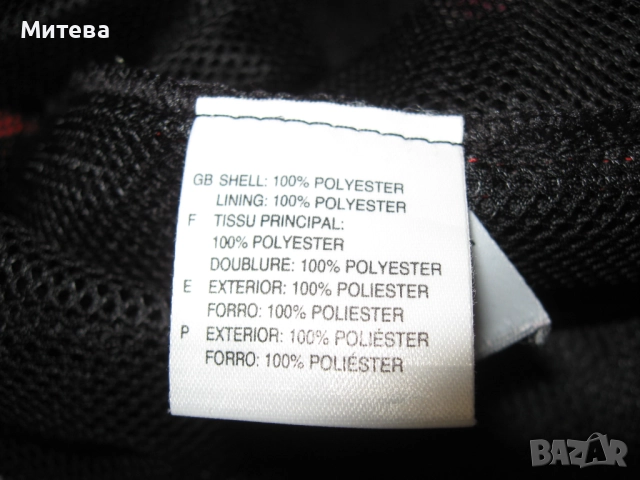 Митева
GB SHELL: 100% POLYESTER
LINING: 100% POLYESTER
F TISSU PRINCIPAL:
100% POLYESTER
DOUBLURE: 100% POLYESTER
E EXTERIOR: 100% POLIESTER
FORRO: 100% POLIESTER
P EXTERIOR: 100% POLIÉSTER
FORRO: 100% POLIÉSTER
BAZAR